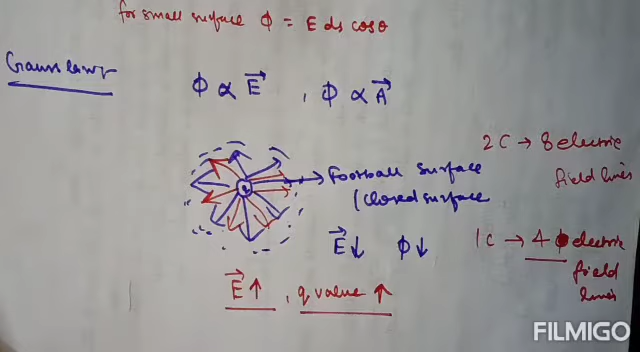 for small surface Φ = E ds cosθ
Gauss law
Φ ∝ E⃗ , Φ ∝ A⃗
2C → 8 electric
field lines
q
→ Football surface
(closed surface
E⃗↓ Φ↓
1C → 4 electric
field
lines
E⃗↑ , q value ↑
FILMIGO